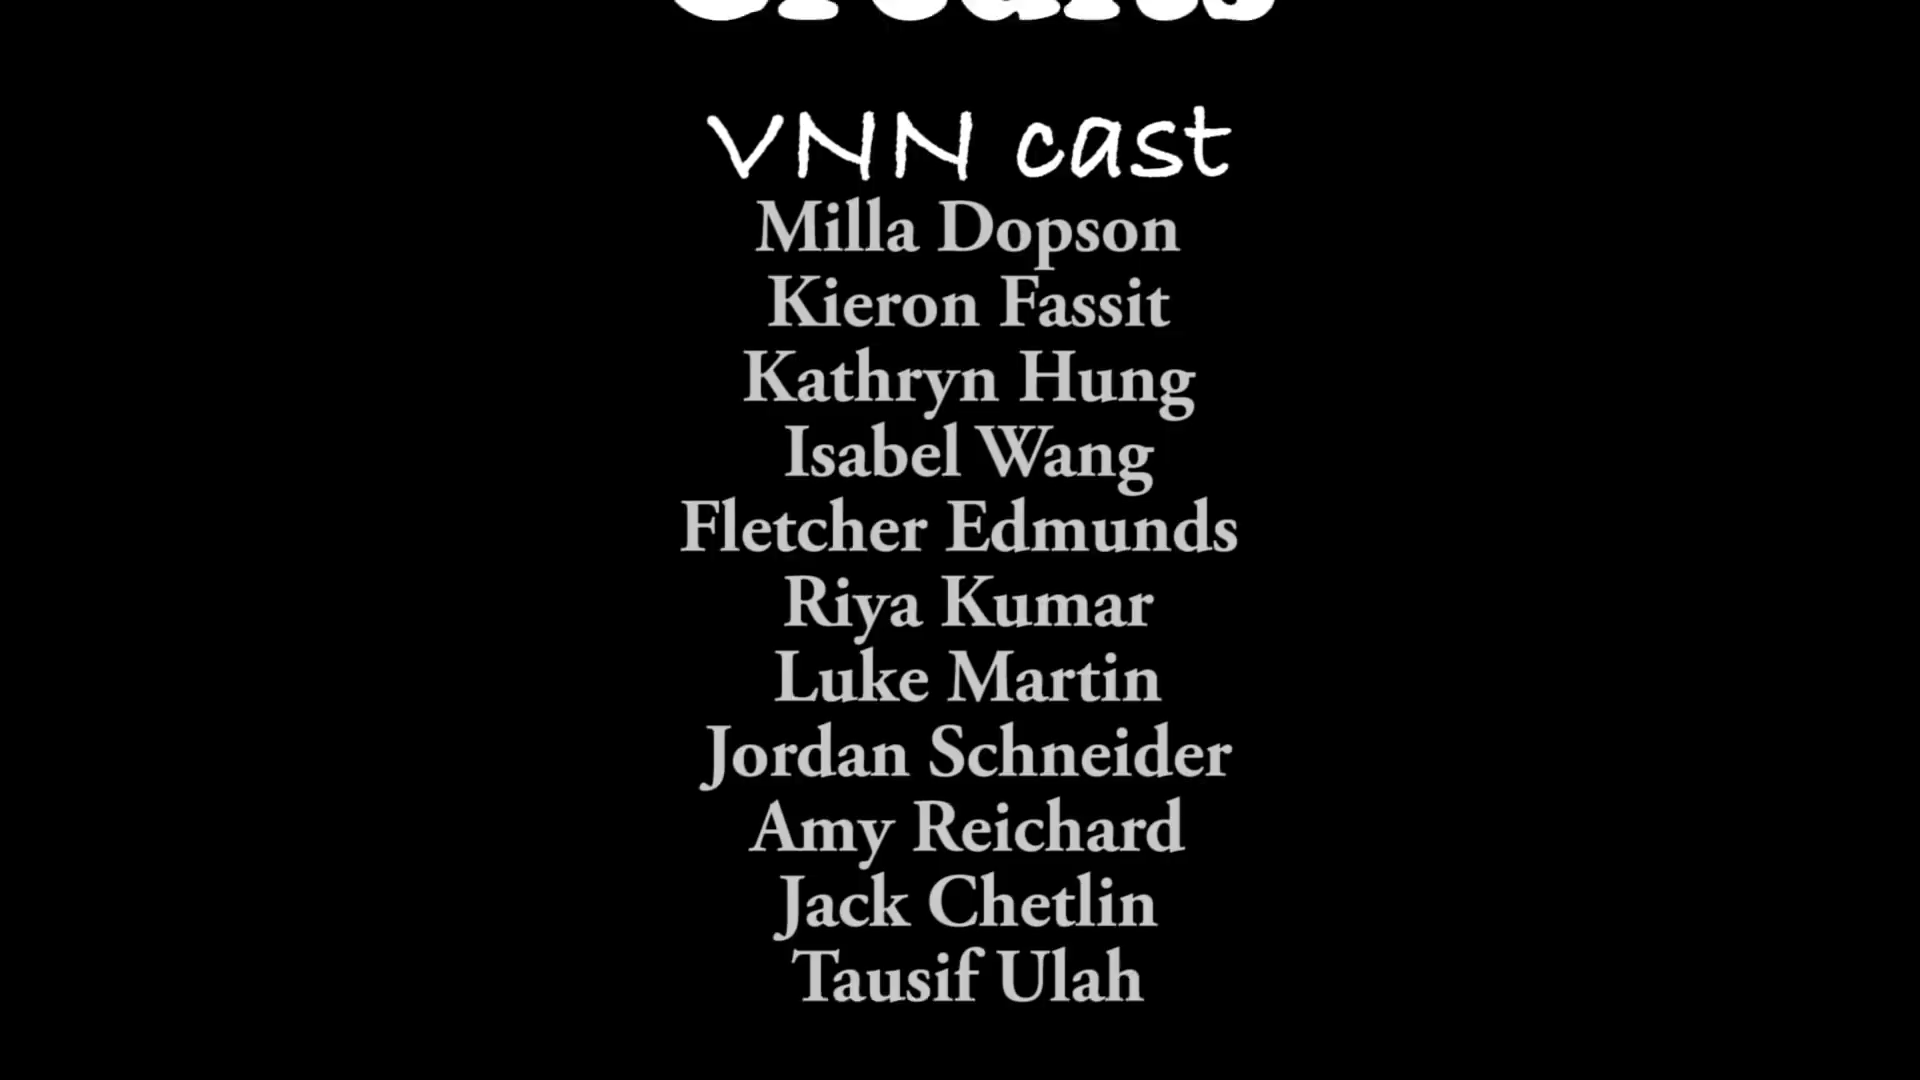 Credits
VNN cast
Milla Dopson
Kieron Fassit
Kathryn Hung
Isabel Wang
Fletcher Edmunds
Riya Kumar
Luke Martin
Jordan Schneider
Amy Reichard
Jack Chetlin
Tausif Ulah